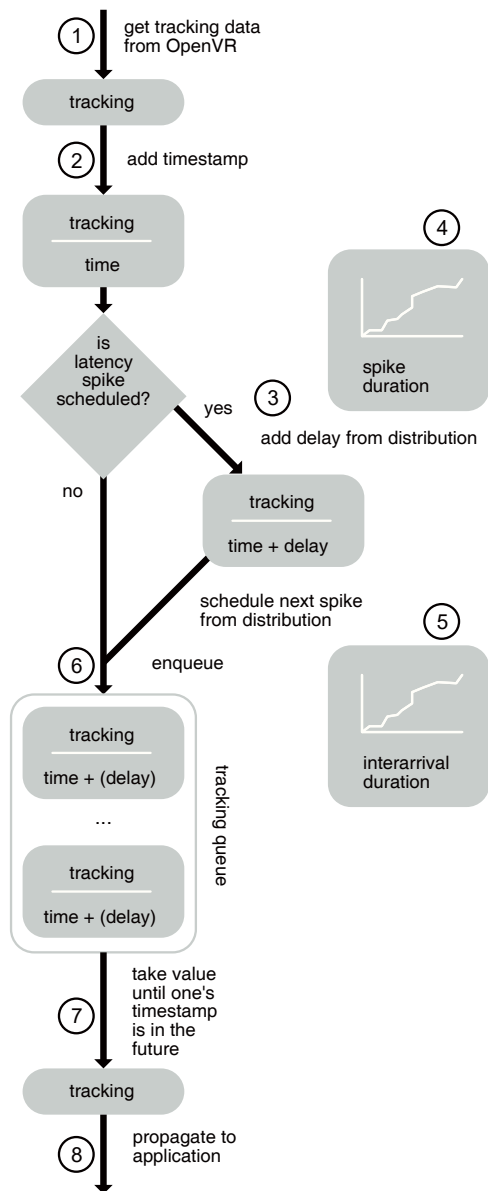 1
get tracking data
from OpenVR
tracking
2
add timestamp
tracking
time
4
spike
duration
is
latency
spike
scheduled?
yes
3
add delay from distribution
no
tracking
time + delay
schedule next spike
from distribution
5
interarrival
duration
6
enqueue
tracking
time + (delay)
...
tracking
time + (delay)
tracking queue
7
take value
until one's
timestamp
is in the
future
tracking
8
propagate to
application